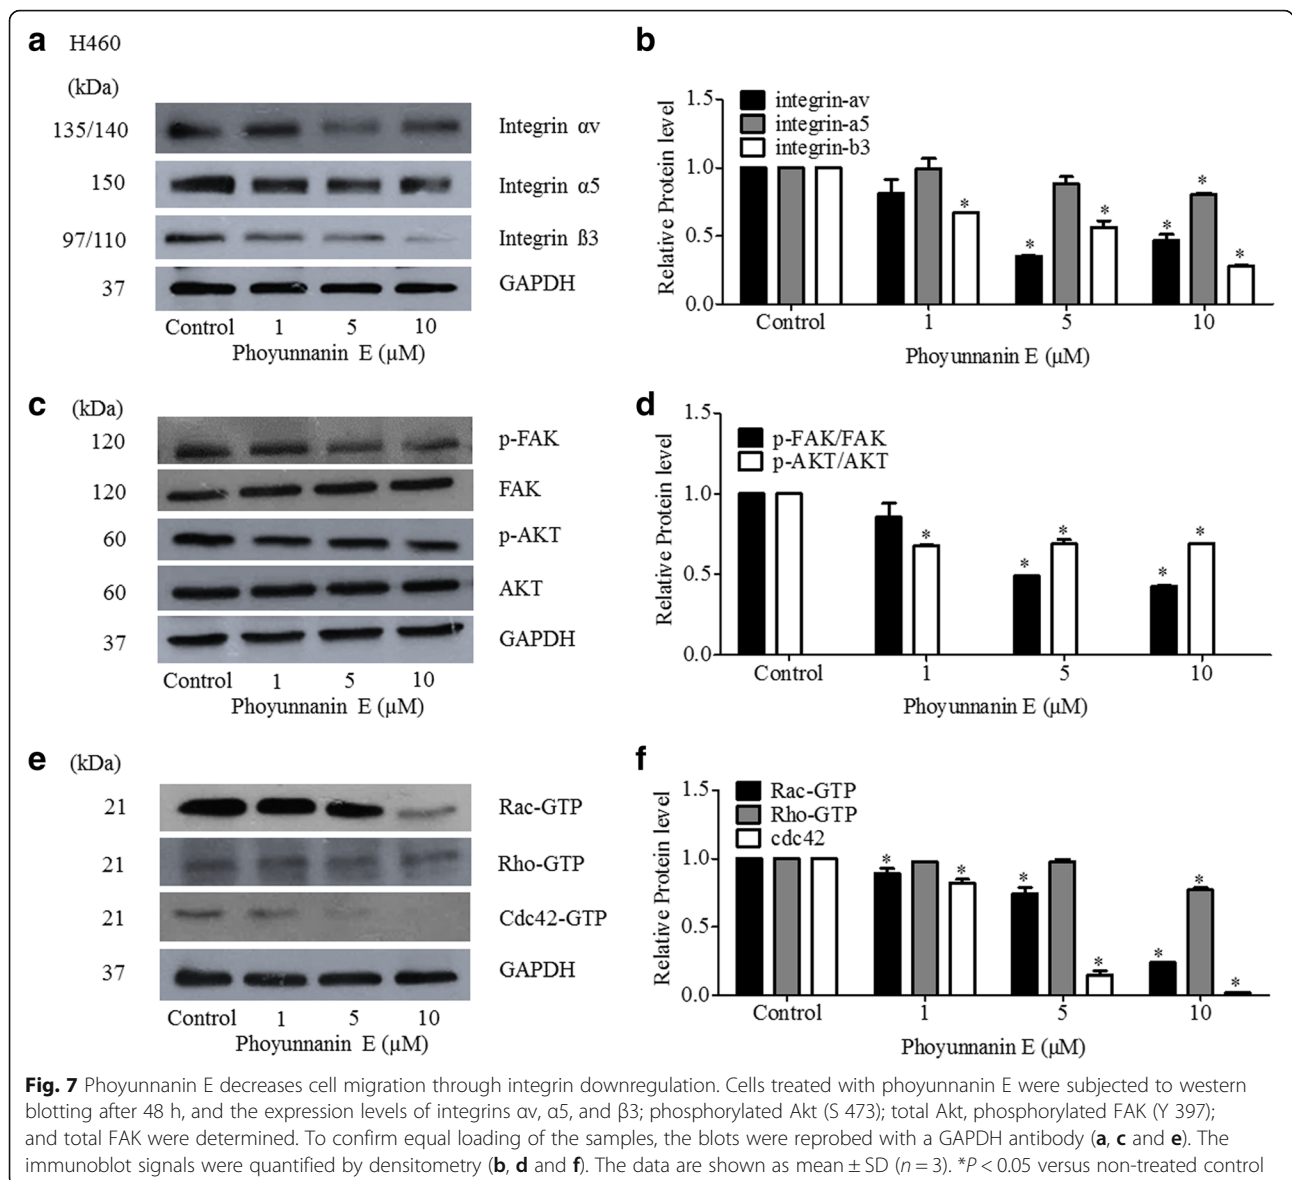 a H460
(kDa)
135/140 Integrin αv
150 Integrin α5
97/110 Integrin ß3
37 GAPDH
Control 1 5 10
Phoyunnanin E (μM)
b
Relative Protein level
1.5
1.0
0.5
0.0
integrin-av
integrin-a5
integrin-b3
* * * * * *
Control 1 5 10
Phoyunnanin E (μM)
c (kDa)
120 p-FAK
120 FAK
60 p-AKT
60 AKT
37 GAPDH
Control 1 5 10
Phoyunnanin E (μM)
d
Relative Protein level
1.5
1.0
0.5
0.0
p-FAK/FAK
p-AKT/AKT
* * * * *
Control 1 5 10
Phoyunnanin E (μM)
e (kDa)
21 Rac-GTP
21 Rho-GTP
21 Cdc42-GTP
37 GAPDH
Control 1 5 10
Phoyunnanin E (μM)
f
Relative Protein level
1.5
1.0
0.5
0.0
Rac-GTP
Rho-GTP
cdc42
* * * * * * *
Control 1 5 10
Phoyunnanin E (μM)
Fig. 7 Phoyunnanin E decreases cell migration through integrin downregulation. Cells treated with phoyunnanin E were subjected to western
blotting after 48 h, and the expression levels of integrins αv, α5, and β3; phosphorylated Akt (S 473); total Akt, phosphorylated FAK (Y 397);
and total FAK were determined. To confirm equal loading of the samples, the blots were reprobed with a GAPDH antibody (a, c and e). The
immunoblot signals were quantified by densitometry (b, d and f). The data are shown as mean ± SD (n = 3). *P < 0.05 versus non-treated control